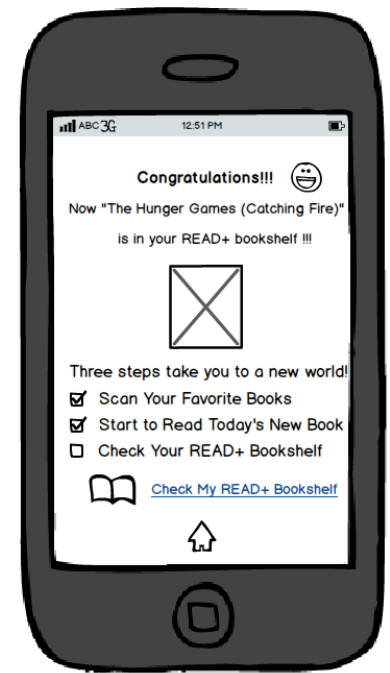 ABC 3G 12:51 PM
Congratulations!!!
Now "The Hunger Games (Catching Fire)"
is in your READ+ bookshelf !!!
Three steps take you to a new world!
Scan Your Favorite Books
Start to Read Today's New Book
Check Your READ+ Bookshelf
Check My READ+ Bookshelf